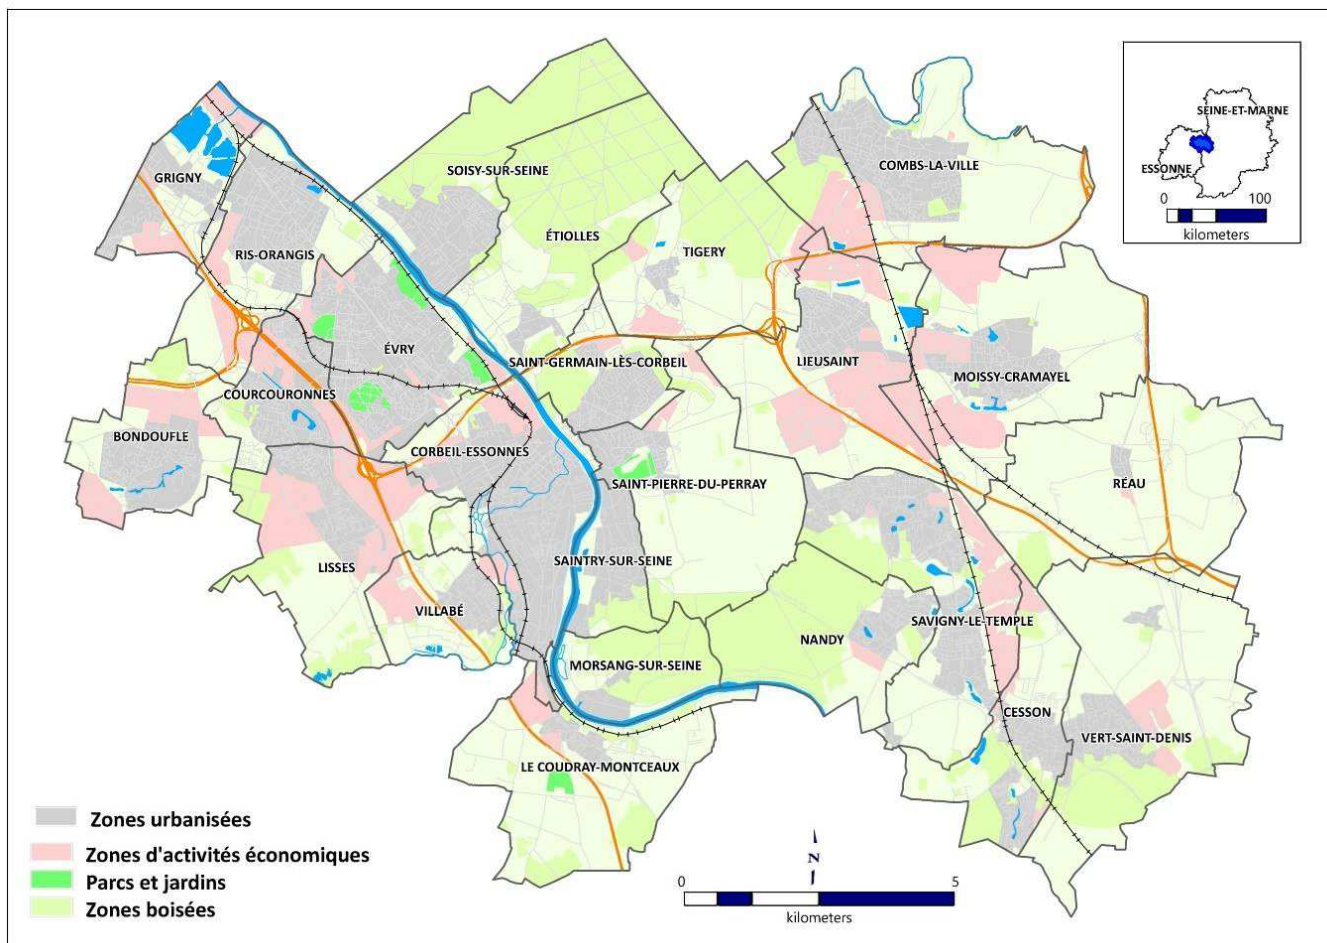 SEINE-ET-MARNE
ESSONNE
0 100
kilometers
COMBS-LA-VILLE
SOISY-SUR-SEINE
GRIGNY
ÉTIOLLES
TIGERY
RIS-ORANGIS
ÉVRY
SAINT-GERMAIN-LÈS-CORBEIL
LIEUSAINT
MOISSY-CRAMAYEL
COURCOURONNES
BONDOUFLE
CORBEIL-ESSONNES
SAINT-PIERRE-DU-PERRAY
RÉAU
LISSES
SAINTRY-SUR-SEINE
VILLABÉ
SAVIGNY-LE-TEMPLE
NANDY
MORSANG-SUR-SEINE
CESSON
VERT-SAINT-DENIS
LE COUDRAY-MONTCEAUX
Zones urbanisées
Zones d'activités économiques
Parcs et jardins
Zones boisées
N
0 5
kilometers